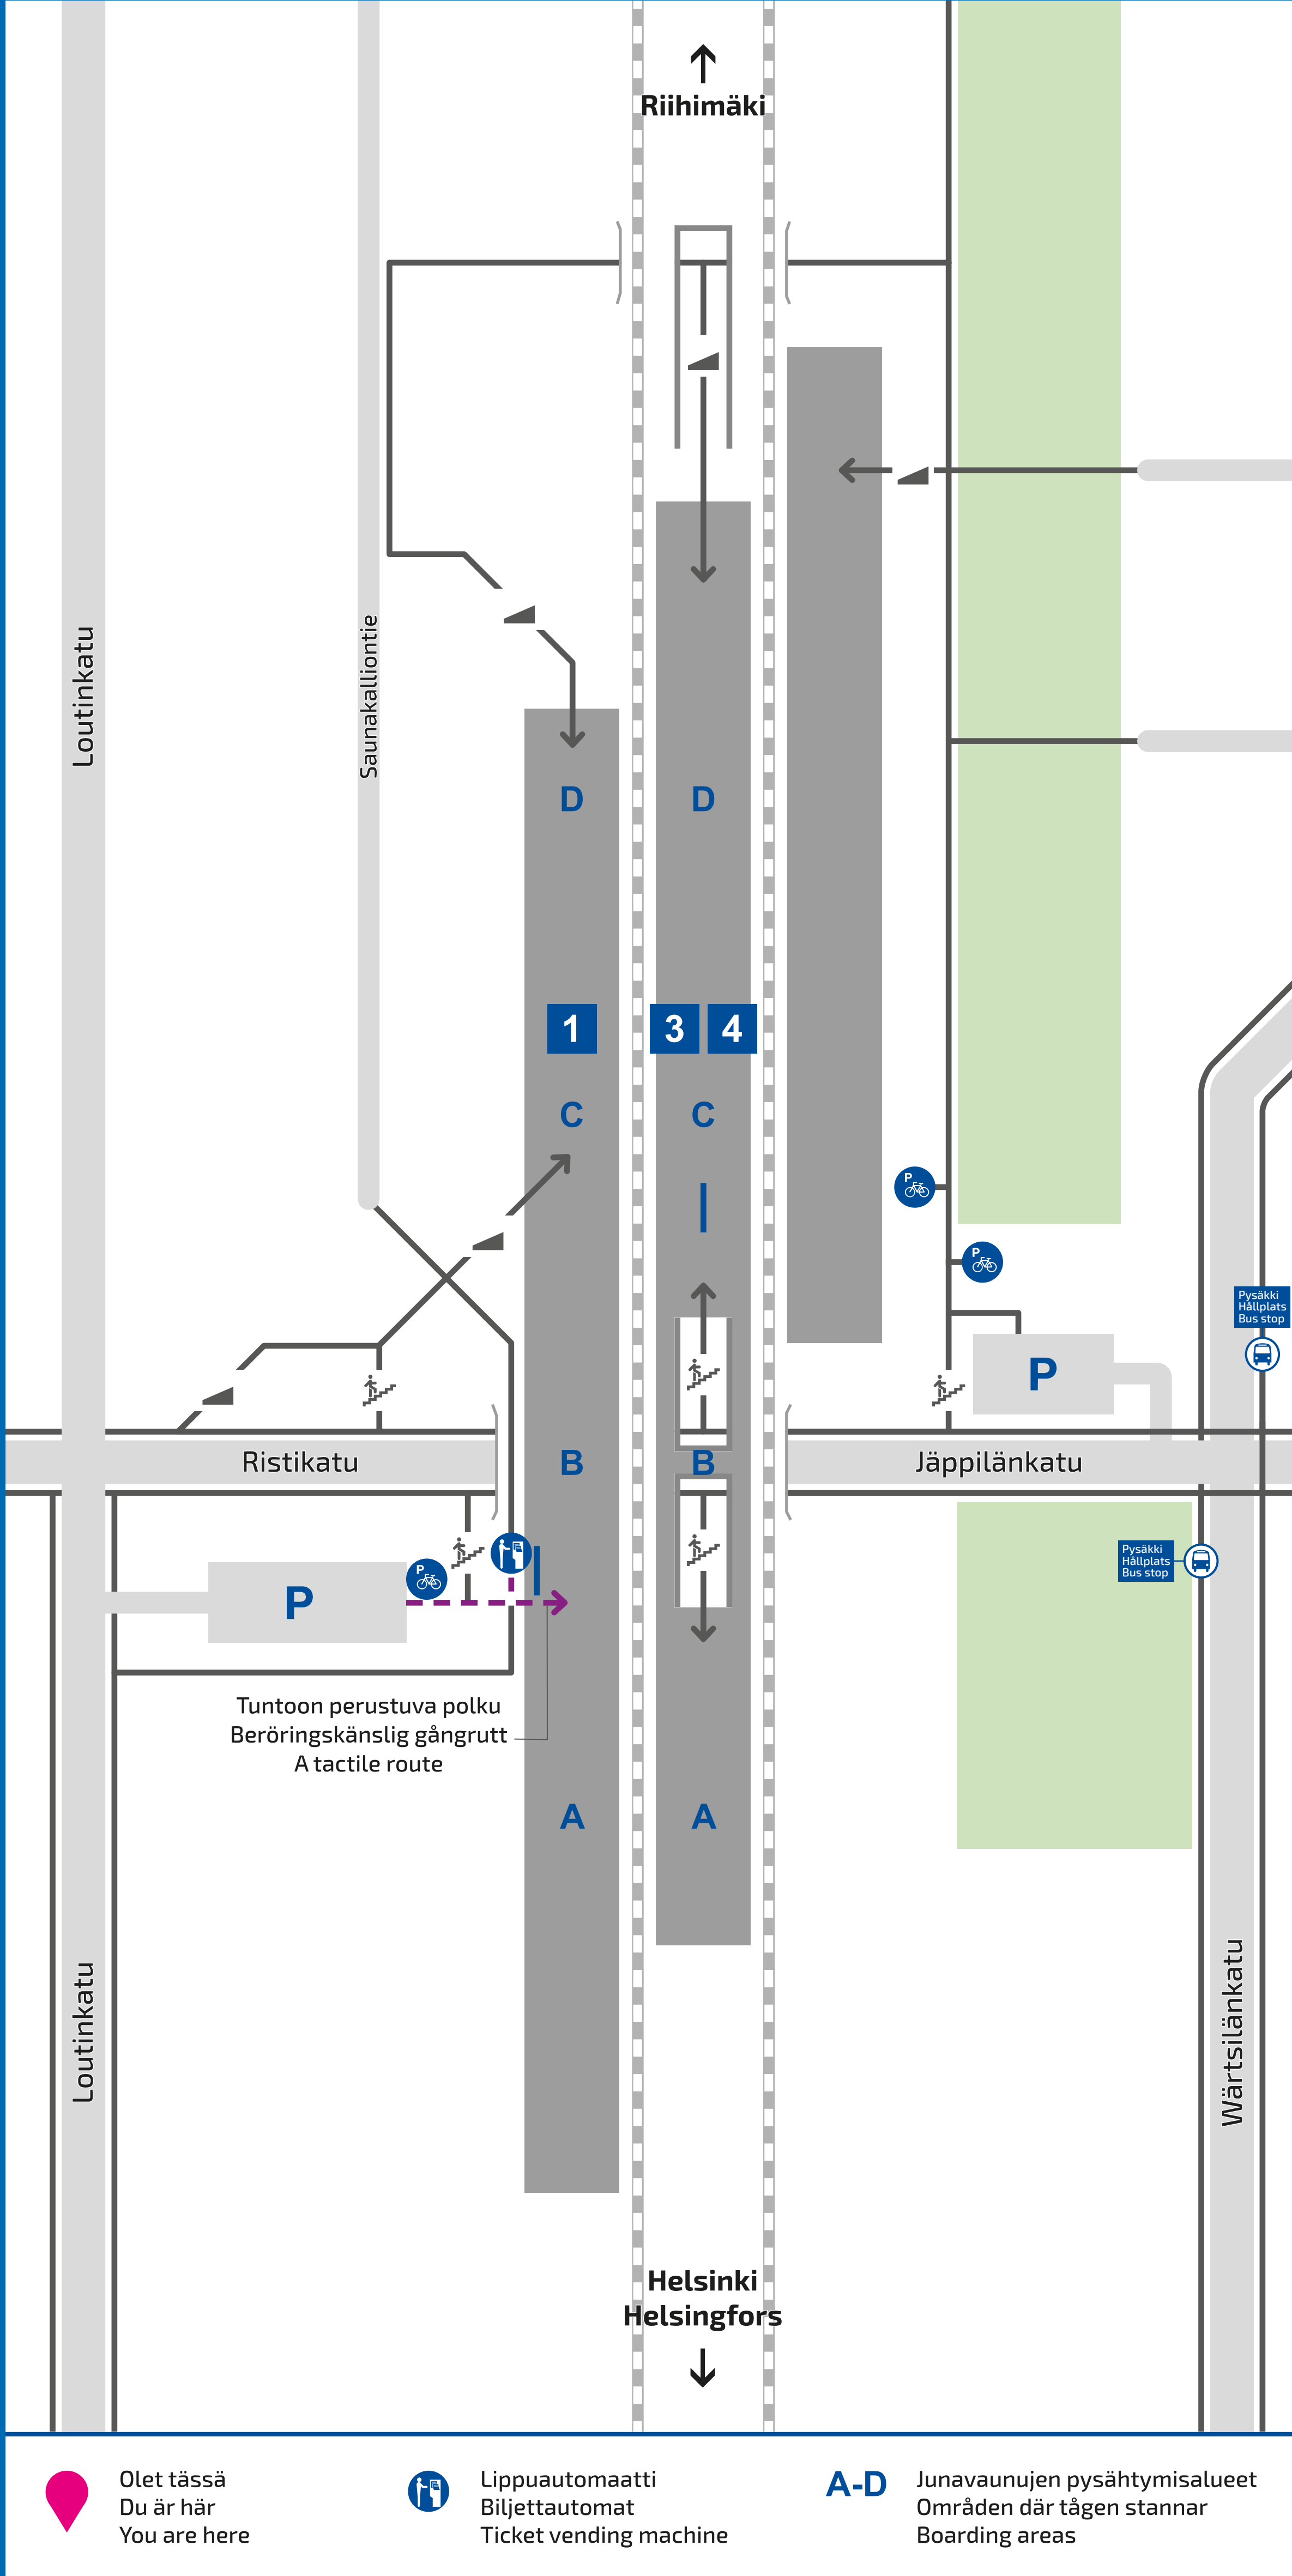 Riihimäki
Loutinkatu
Saunakalliontie
D
D
1
3
4
C
C
P
P
Pysäkki
Hållplats
Bus stop
P
Ristikatu
B
B
Jäppilänkatu
Pysäkki
Hållplats
Bus stop
P
P
Tuntoon perustuva polku
Beröringskänslig gångrutt
A tactile route
A
A
Loutinkatu
Wärtsilänkatu
Helsinki
Helsingfors
Olet tässä
Du är här
You are here
Lippuautomaatti
Biljettautomat
Ticket vending machine
A-D
Junavaunujen pysähtymisalueet
Områden där tågen stannar
Boarding areas